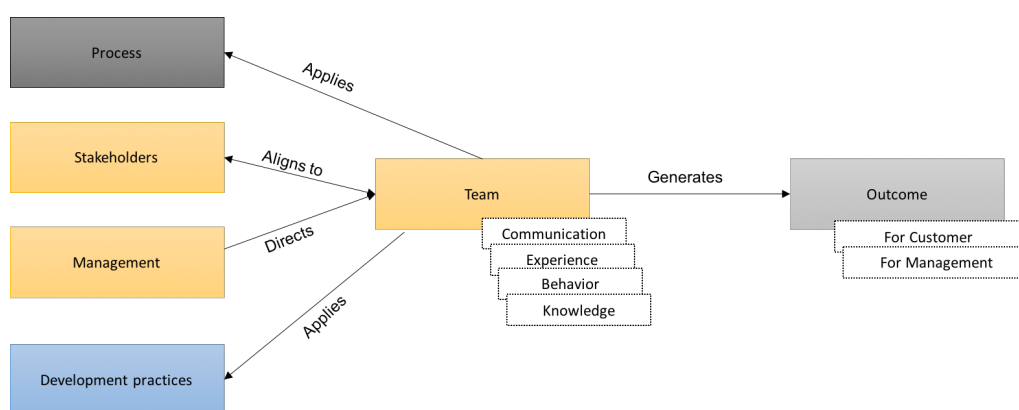 Process
Applies
Stakeholders
Aligns to
Team
Generates
Outcome
Communication
For Customer
Directs
Management
Experience
For Management
Behavior
Knowledge
Applies
Development practices